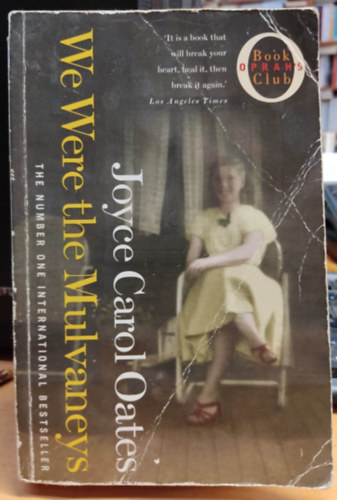 'It is a book that
will break your
heart, heal it, then
break it again.'
Los Angeles Times
Book
OPRAH'S
Club
We Were the Mulvaneys
Joyce Carol Oates
THE NUMBER ONE INTERNATIONAL BESTSELLER